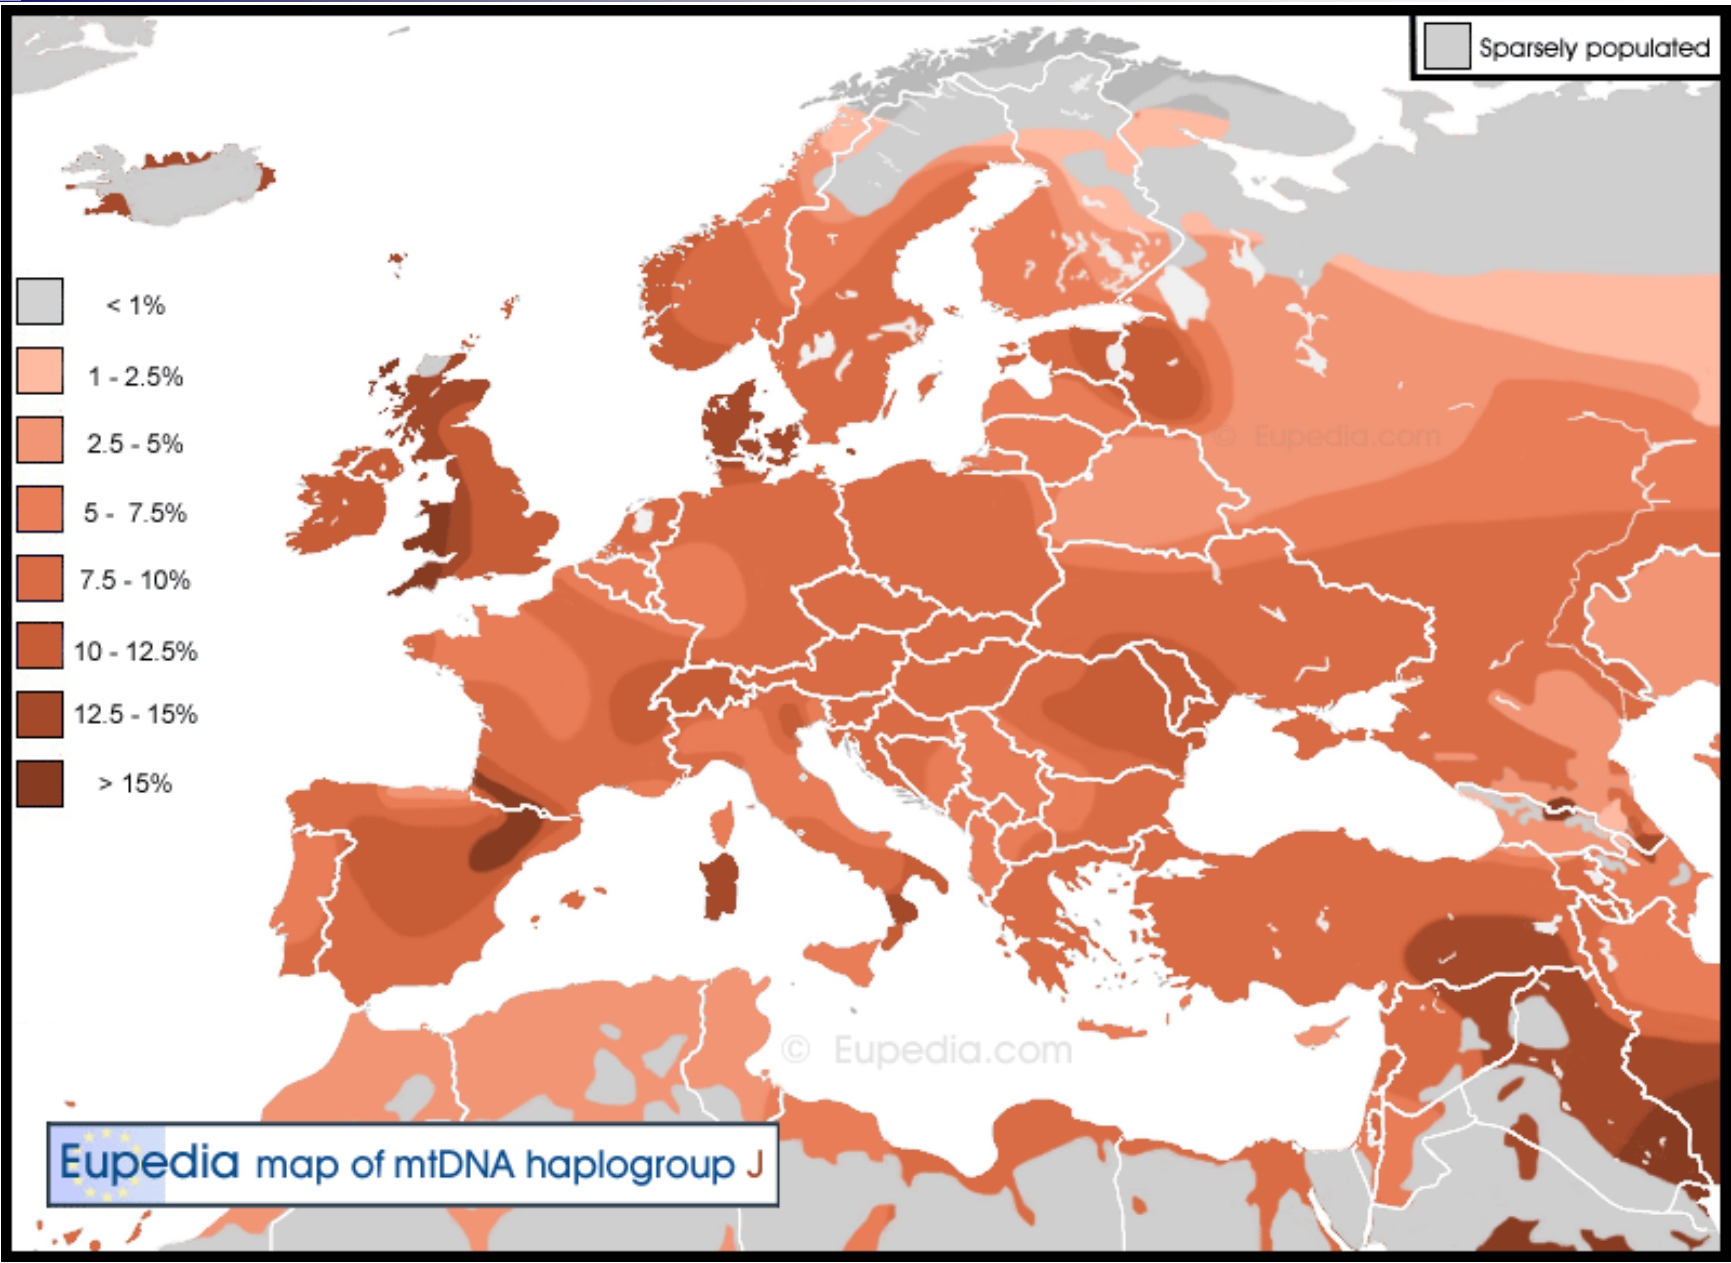 Sparsely populated
< 1%
1 - 2.5%
2.5 - 5%
5 - 7.5%
7.5 - 10%
10 - 12.5%
12.5 - 15%
> 15%
© Eupedia.com
© Eupedia.com
Eupedia map of mtDNA haplogroup J